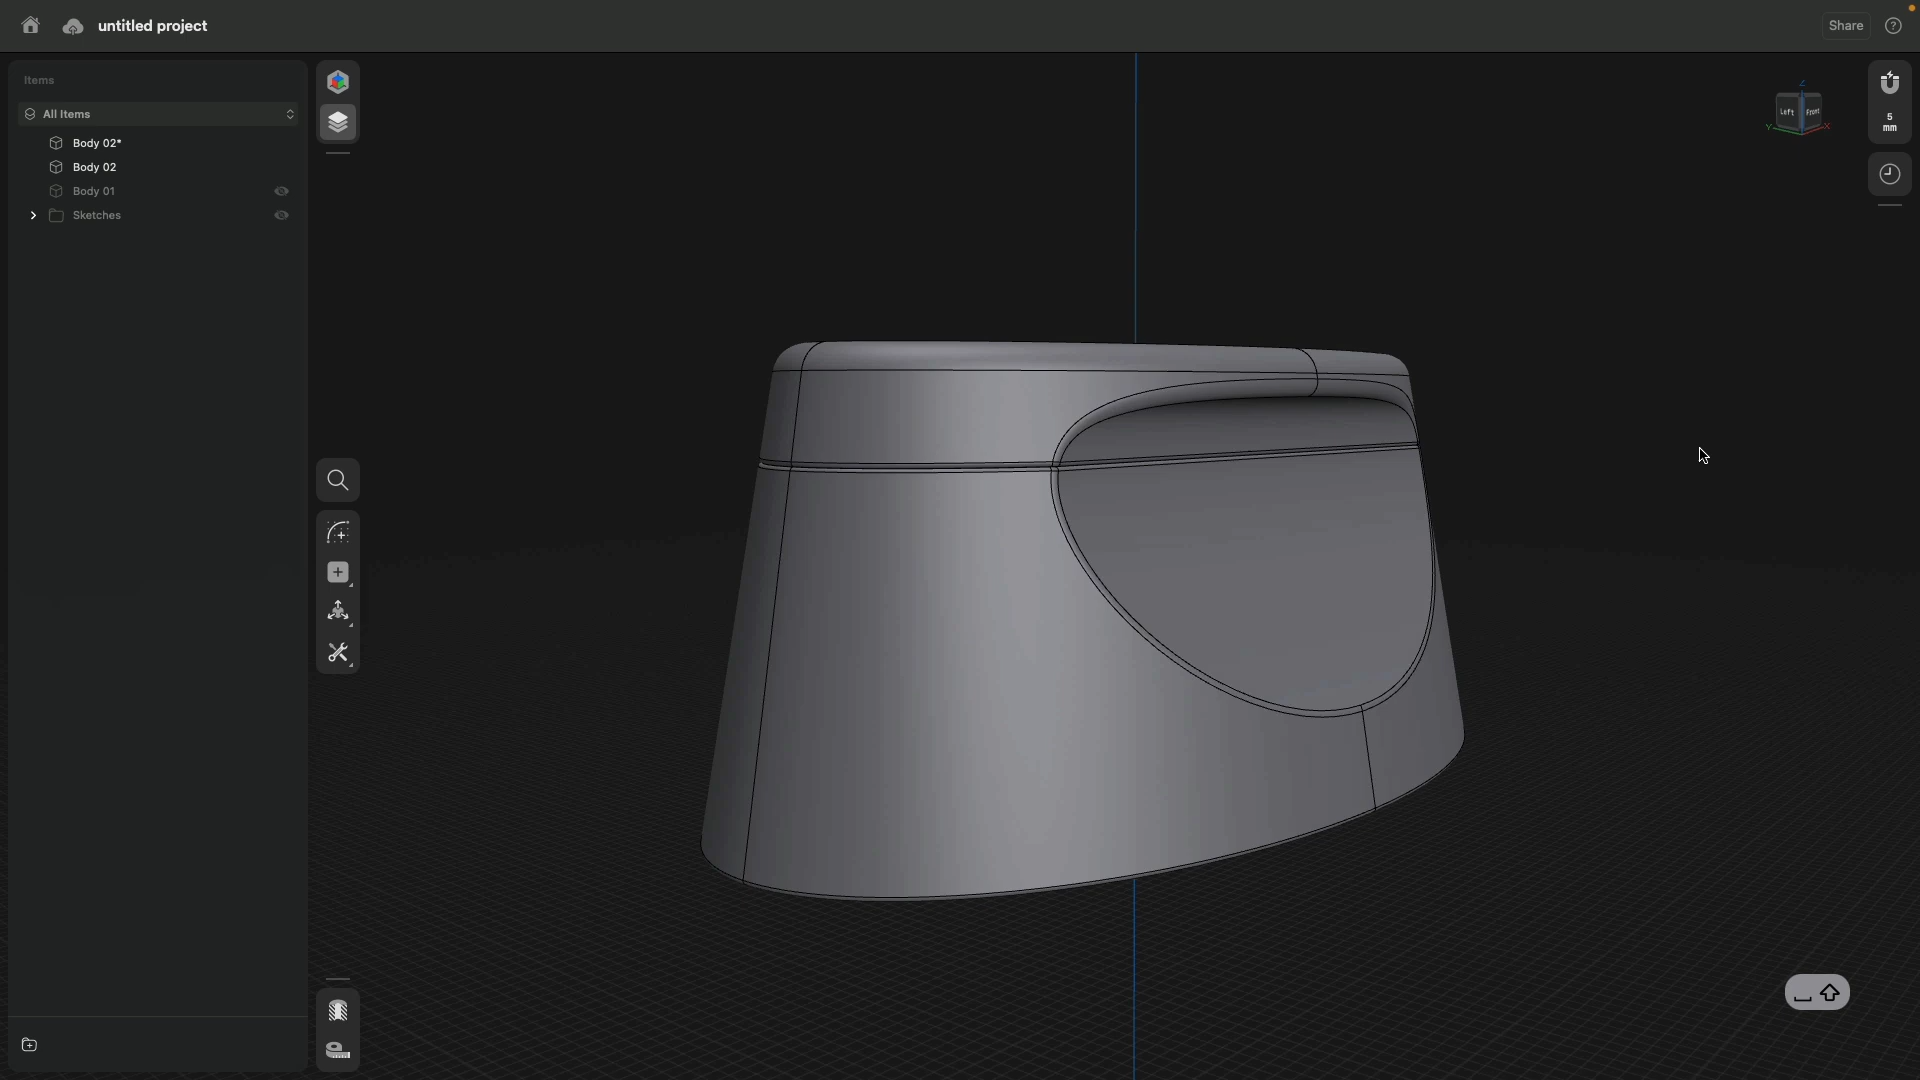 untitled project
Share
?
Items
All Items
Body 02*
Body 02
Body 01
Sketches
Z
Left
Front
Y
X
5
mm